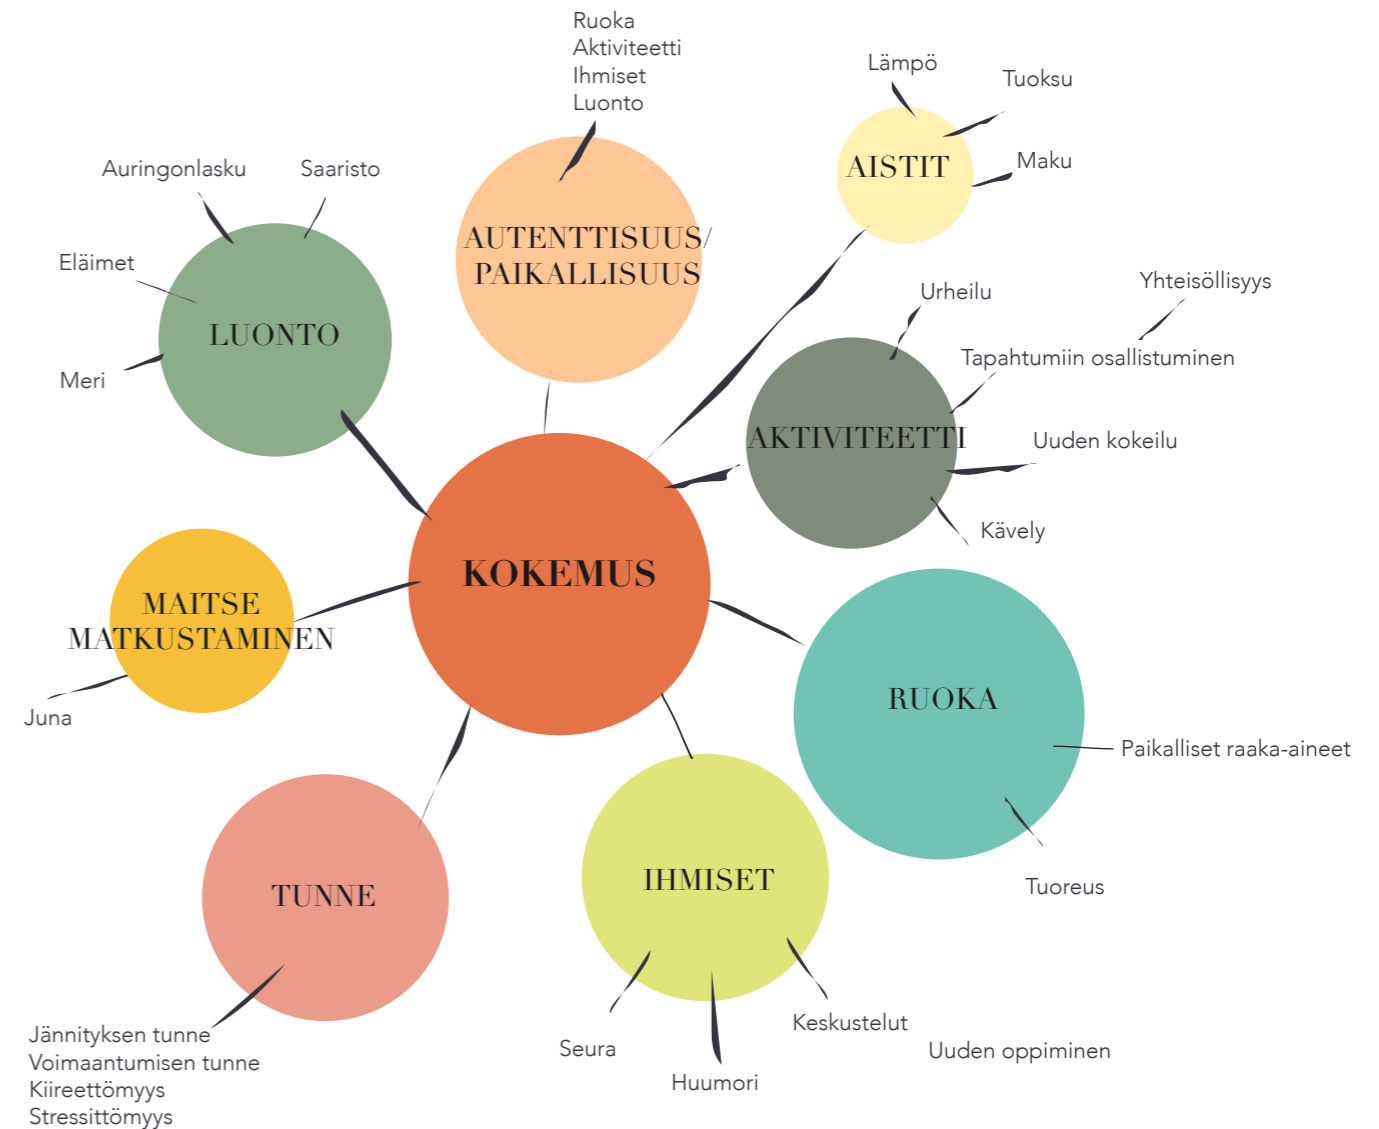 Ruoka
Aktiviteetti
Ihmiset
Luonto
Lämpö
Tuoksu
Maku
AISTIT
Auringonlasku
Saaristo
Eläimet
Meri
LUONTO
AUTENTTISUUS/
PAIKALLISUUS
Urheilu
Yhteisöllisyys
Tapahtumiin osallistuminen
AKTIVITEETTI
Uuden kokeilu
Kävely
KOKEMUS
MAITSE
MATKUSTAMINEN
Juna
RUOKA
Paikalliset raaka-aineet
Tuoreus
TUNNE
Jännityksen tunne
Voimaantumisen tunne
Kiireettömyys
Stressittömyys
IHMISET
Seura
Huumori
Keskustelut
Uuden oppiminen